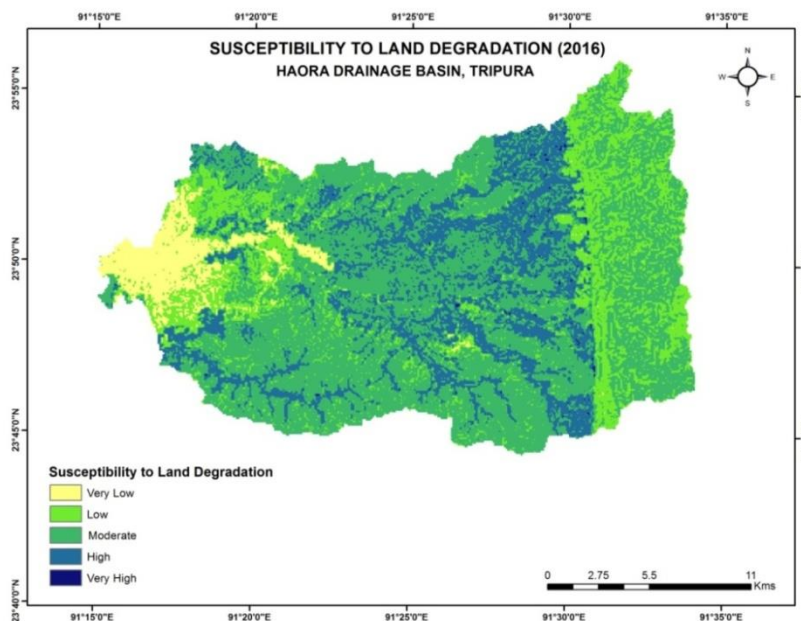 91°15'0"E 91°20'0"E 91°25'0"E 91°30'0"E 91°35'0"E
SUSCEPTIBILITY TO LAND DEGRADATION (2016)
HAORA DRAINAGE BASIN, TRIPURA
N
W E
S
23°55'0"N
23°50'0"N
23°45'0"N
23°40'0"N
Susceptibility to Land Degradation
Very Low
Low
Moderate
High
Very High
0 2.75 5.5 11
Kms
91°15'0"E 91°20'0"E 91°25'0"E 91°30'0"E 91°35'0"E